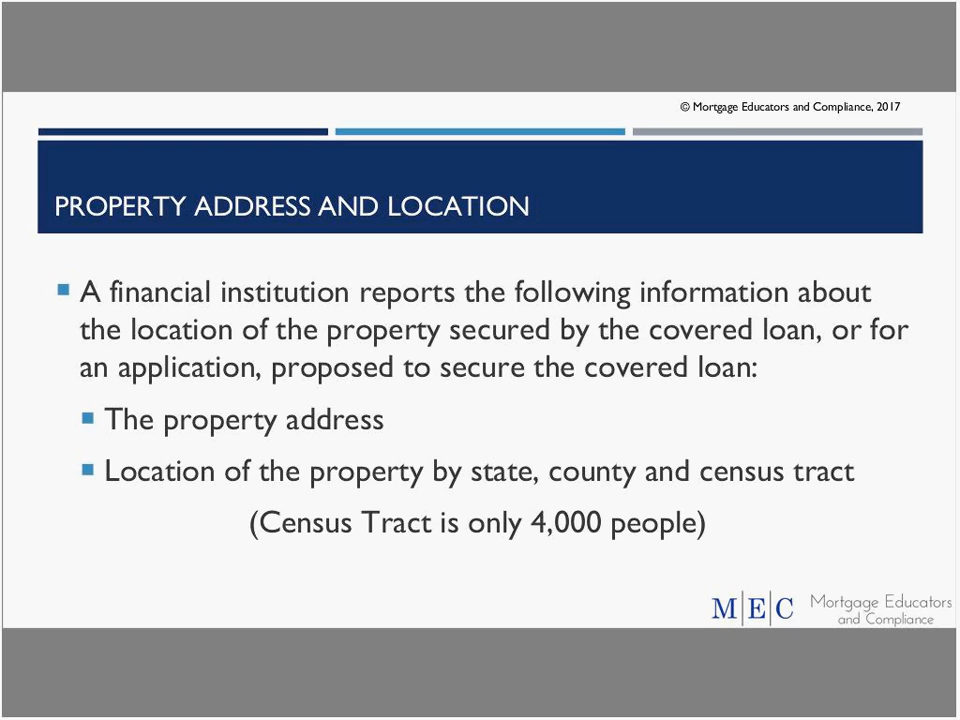 © Mortgage Educators and Compliance, 2017
PROPERTY ADDRESS AND LOCATION
A financial institution reports the following information about
the location of the property secured by the covered loan, or for
an application, proposed to secure the covered loan:
The property address
Location of the property by state, county and census tract
(Census Tract is only 4,000 people)
M|E|C Mortgage Educators
and Compliance